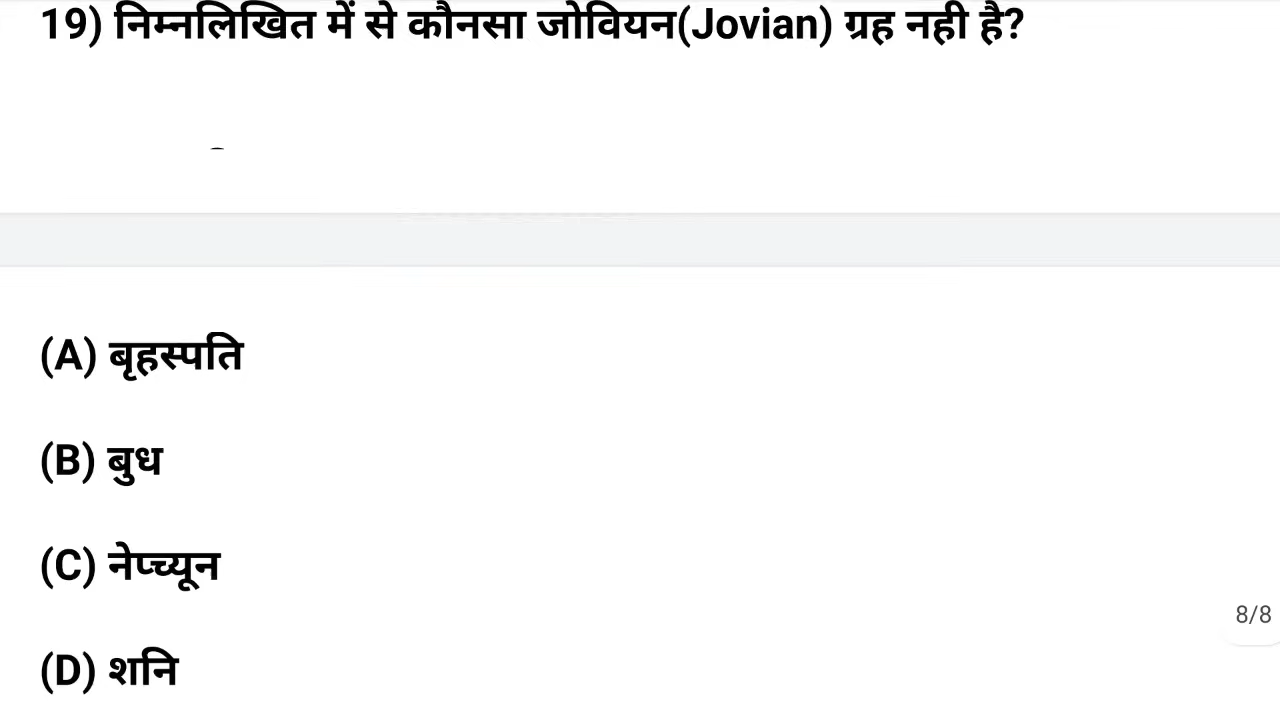 19) निम्नलिखित में से कौनसा जोवियन(Jovian) ग्रह नही है?
(A) बृहस्पति
(B) बुध
(C) नेप्च्यून
8/8
(D) शनि